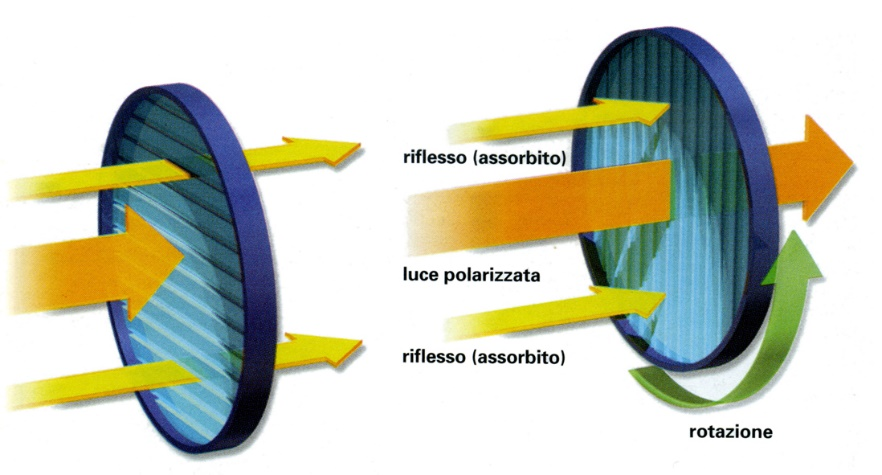 riflesso (assorbito)
luce polarizzata
riflesso (assorbito)
rotazione